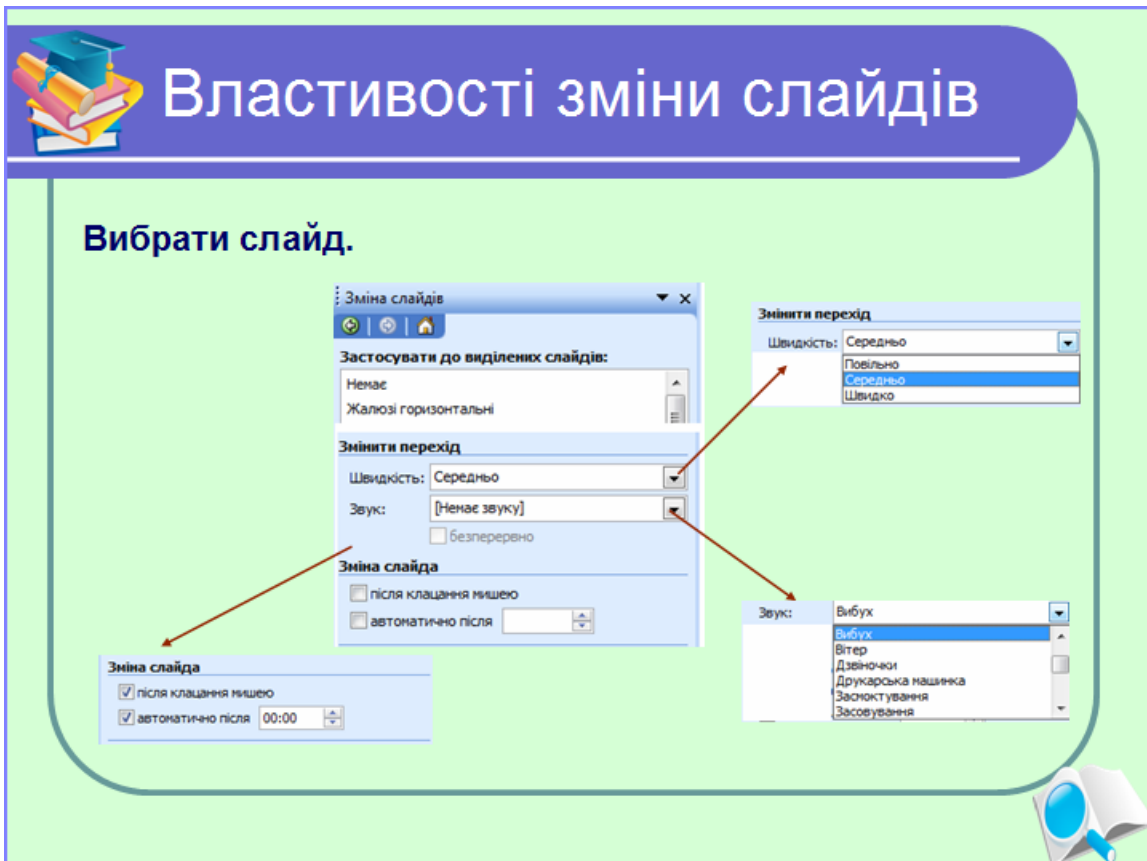 Властивості зміни слайдів
Вибрати слайд.
Зміна слайдів
Застосувати до виділених слайдів:
Немає
Жалюзі горизонтальні
Змінити перехід
Швидкість: Середньо
Звук: [Немає звуку]
безперервно
Зміна слайда
після клацання мишею
автоматично після
Змінити перехід
Швидкість: Середньо
Повільно
Середньо
Швидко
Звук: Вибух
Вибух
Вітер
Дзвіночки
Друкарська машинка
Засмоктування
Засовування
Зміна слайда
після клацання мишею
автоматично після 00:00